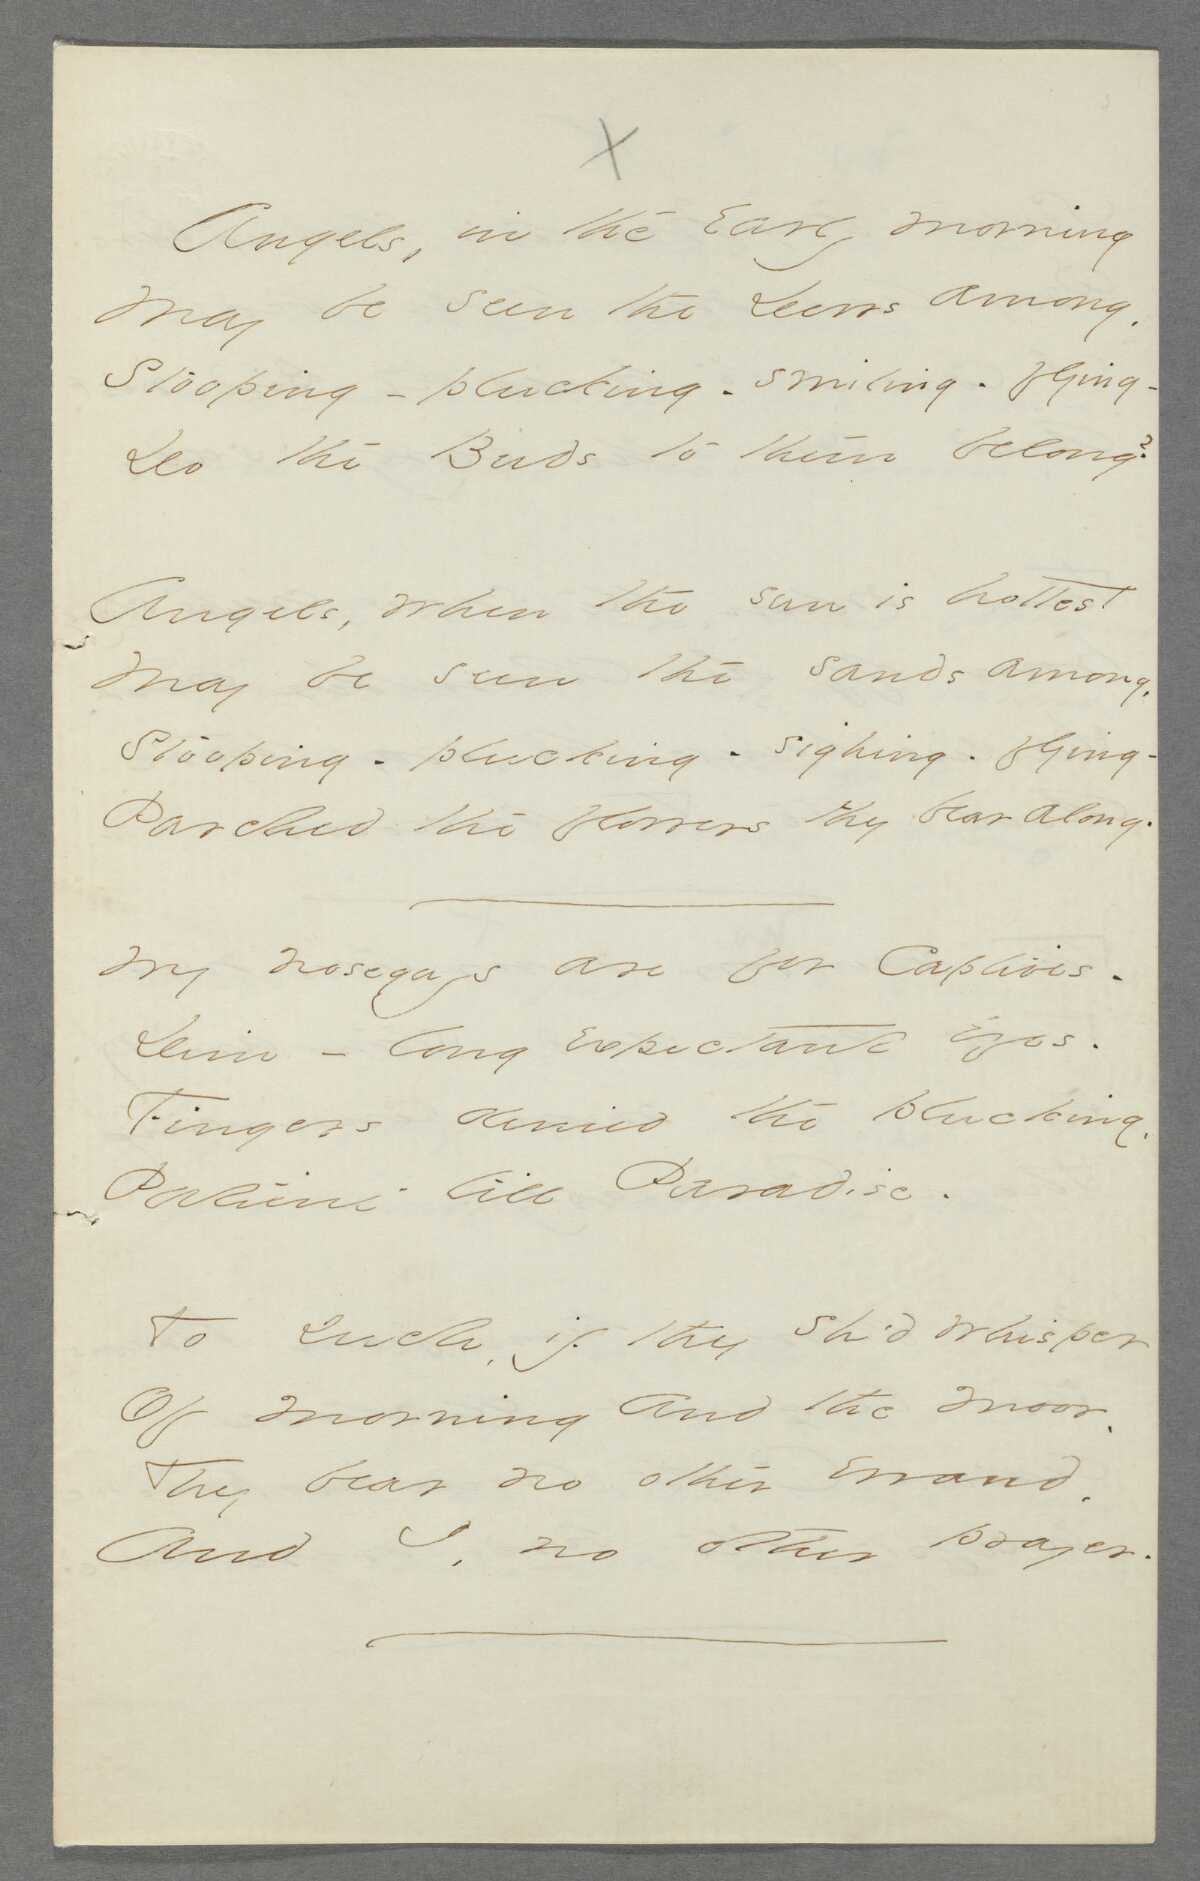 X
Angels, in the early morning
May be seen the Dews among,
Stooping - plucking - smiling - flying -
Do the Buds to them belong?
Angels, when the sun is hottest
May be seen the sands among,
Stooping - plucking - sighing - flying -
Parched the flowers they bear along.
My nosegays are for Captives -
Dim - long expectant eyes -
Fingers denied the plucking,
Patient till Paradise -
To such, if they sh'd whisper
Of morning and the moor,
They bear no other errand,
And I, no other prayer.